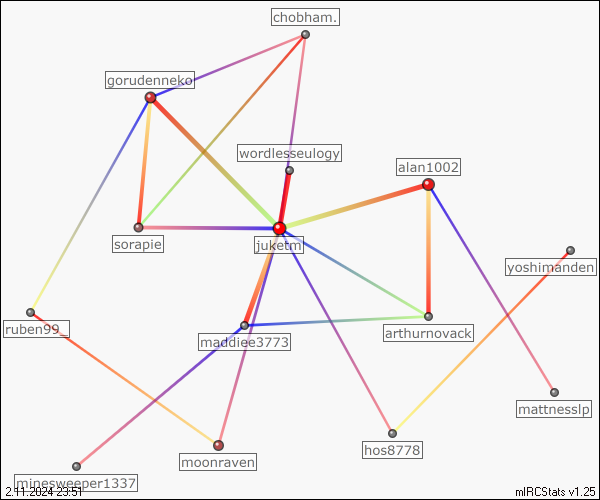 chobham.
gorudenneko
wordlesseulogy
alan1002
sorapie
juketm
yoshimanden
ruben99_
maddiee3773
arthurnovack
mattnesslp
hos8778
moonraven
minesweeper1337
2.11.2024 23:51
mIRCStats v1.25